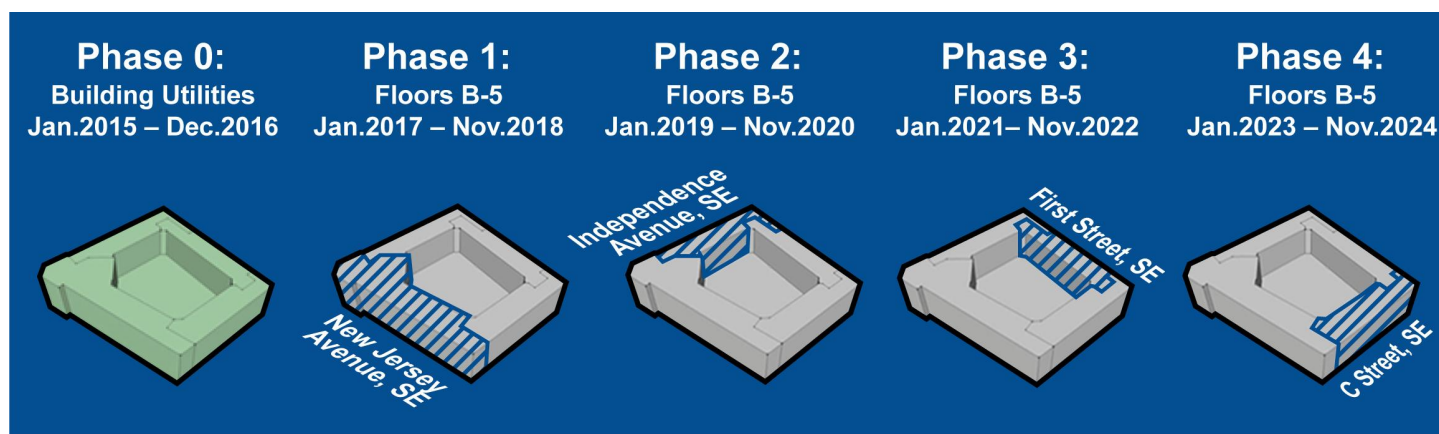 Phase 0:
Building Utilities
Jan.2015 – Dec.2016
Phase 1:
Floors B-5
Jan.2017 – Nov.2018
New Jersey
Avenue, SE
Phase 2:
Floors B-5
Jan.2019 – Nov.2020
Independence
Avenue, SE
Phase 3:
Floors B-5
Jan.2021– Nov.2022
First Street, SE
Phase 4:
Floors B-5
Jan.2023 – Nov.2024
C Street, SE